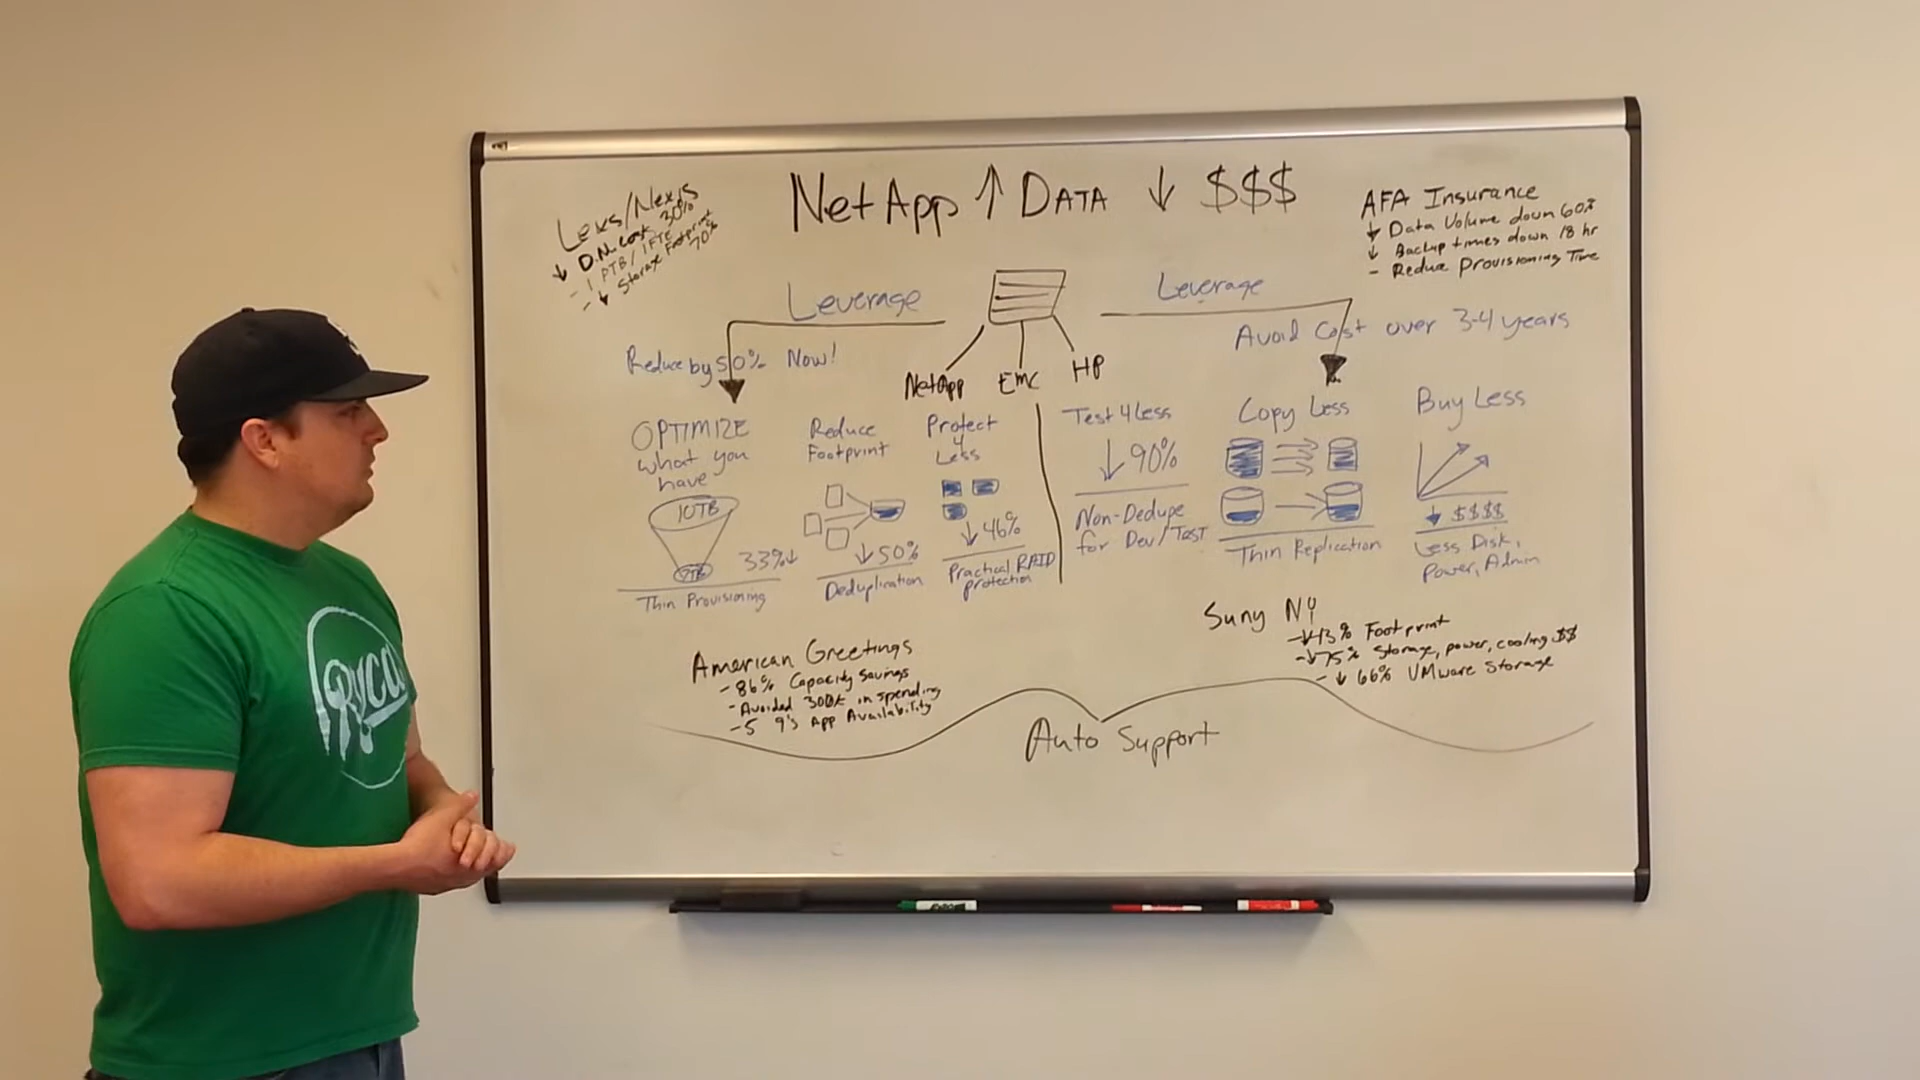 NetApp ↑ DATA ↓ $$$
Lexs/Nexis
↓ D.N. cost 30%
- 1 PTB / 1 FTE
- ↓ Storage Footprint
70%
AFA Insurance
↓ Data Volume down 60%
↓ Backup times down 18 hr
- Reduce Provisioning Time
Leverage
Leverage
Reduce by 50% Now!
Avoid Cost over 3-4 years
NetApp
EMC
HP
OPTIMIZE
what you
have
10TB
7TB
33% ↓
Thin Provisioning
Reduce
Footprint
↓ 50%
Deduplication
Protect
4
Less
↓ 46%
Practical RAID
protection
Test 4 Less
↓ 90%
Non-Dedupe
for Dev/Test
Copy Less
Thin Replication
Buy Less
↓ $$$$
Less Disk,
Power, Admin
American Greetings
- 86% Capacity Savings
- Avoided 300k in spending
- 5 9's App Availability
Suny NY
- ↓ 43% Footprint
- ↓ 75% Storage, power, cooling $$
- ↓ 66% VMware Storage
Auto Support
Ryca